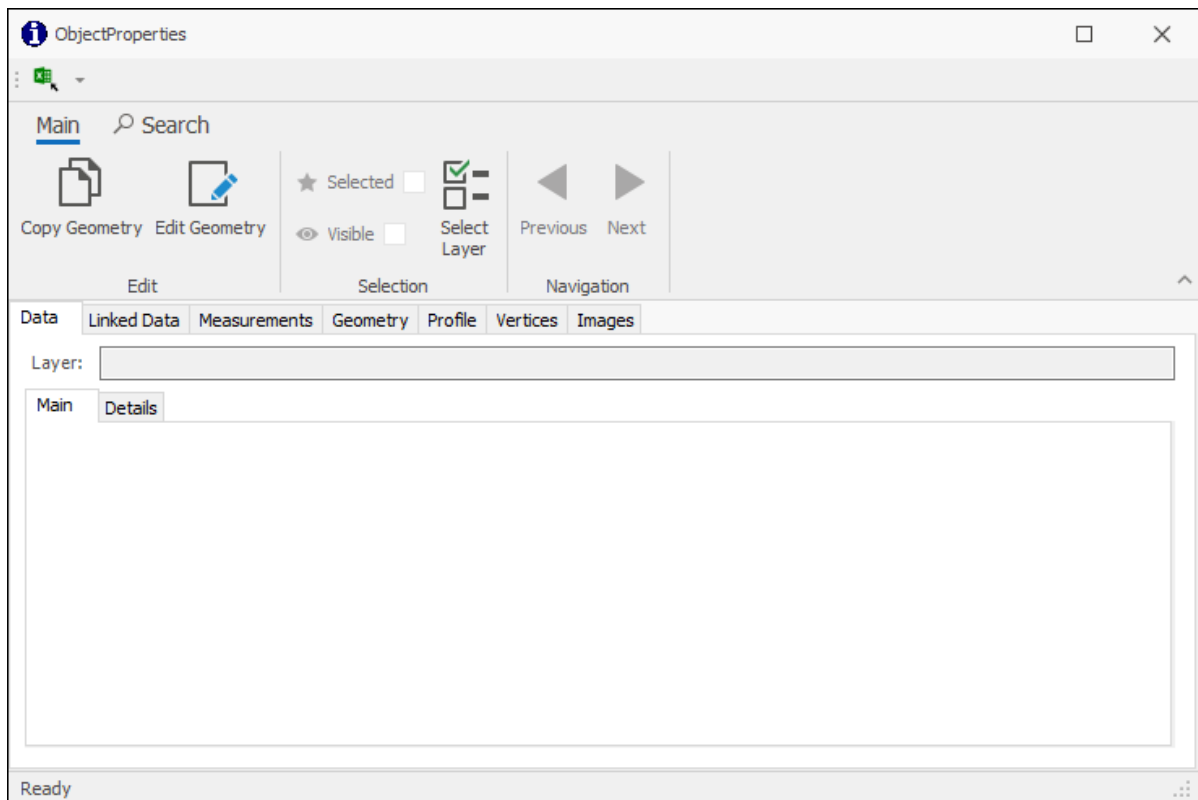 ObjectProperties
Main Search
Copy Geometry Edit Geometry
Selected
Visible
Select
Layer
Previous Next
Edit Selection Navigation
Data Linked Data Measurements Geometry Profile Vertices Images
Layer:
Main Details
Ready